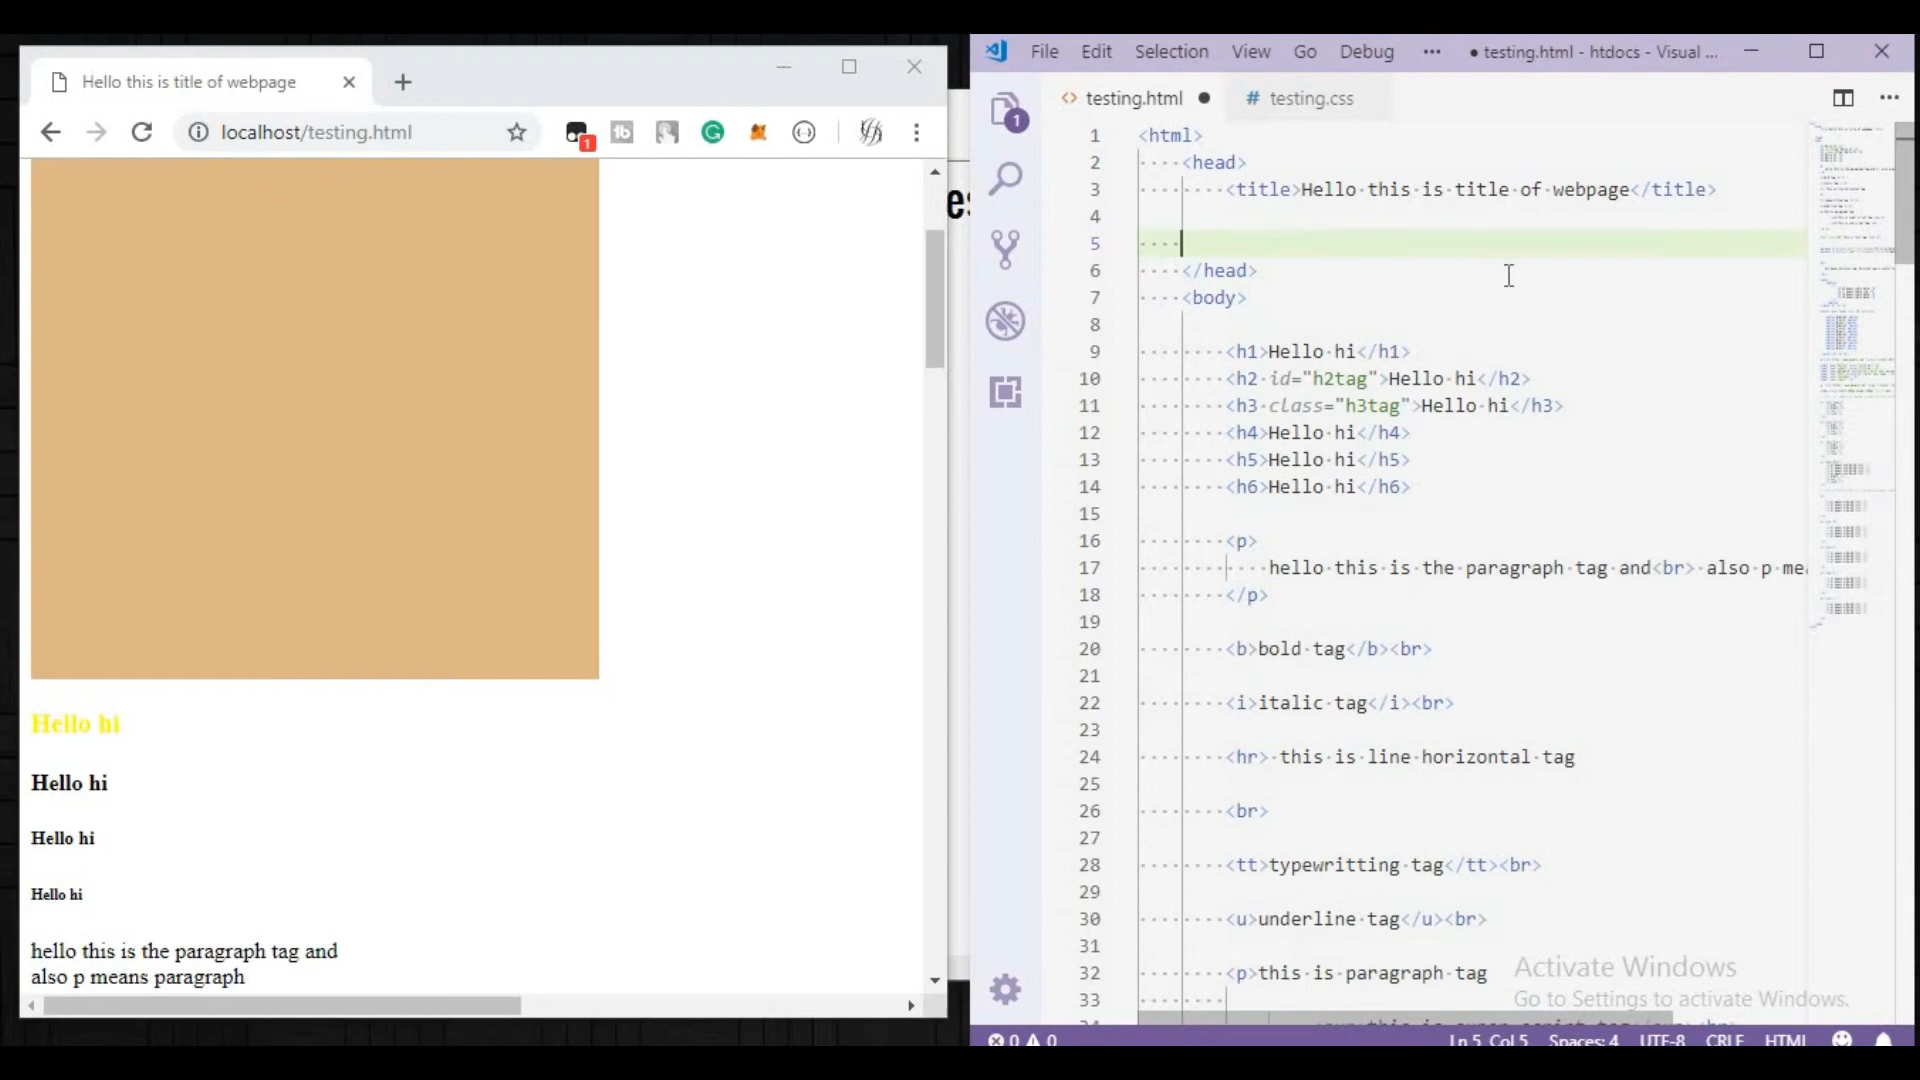 Hello this is title of webpage
localhost/testing.html
1
Hello hi
Hello hi
Hello hi
Hello hi
hello this is the paragraph tag and
also p means paragraph
es
File Edit Selection View Go Debug ... ● testing.html - htdocs - Visual ...
1
<> testing.html ● # testing.css
1 <html>
2 <head>
3 <title>Hello this is title of webpage</title>
4
5
6 </head>
7 <body>
8
9 <h1>Hello hi</h1>
10 <h2 id="h2tag">Hello hi</h2>
11 <h3 class="h3tag">Hello hi</h3>
12 <h4>Hello hi</h4>
13 <h5>Hello hi</h5>
14 <h6>Hello hi</h6>
15
16 <p>
17 hello this is the paragraph tag and<br> also p mea
18 </p>
19
20 <b>bold tag</b><br>
21
22 <i>italic tag</i><br>
23
24 <hr> this is line horizontal tag
25
26 <br>
27
28 <tt>typewritting tag</tt><br>
29
30 <u>underline tag</u><br>
31
32 <p>this is paragraph tag
33
Activate Windows
Go to Settings to activate Windows.
0 0 Ln 5, Col 5 Spaces: 4 UTF-8 CRLF HTML